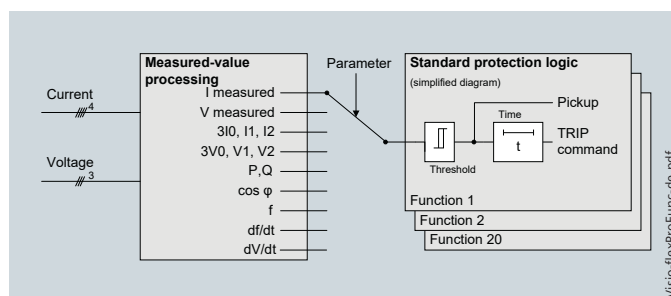 Measured-value
processing
Current
4
Voltage
3
I measured
V measured
3I0, I1, I2
3V0, V1, V2
P,Q
cos φ
f
df/dt
dV/dt
Parameter
Standard protection logic
(simplified diagram)
Pickup
Time
t
TRIP
command
Threshold
Function 1
Function 2
Function 20